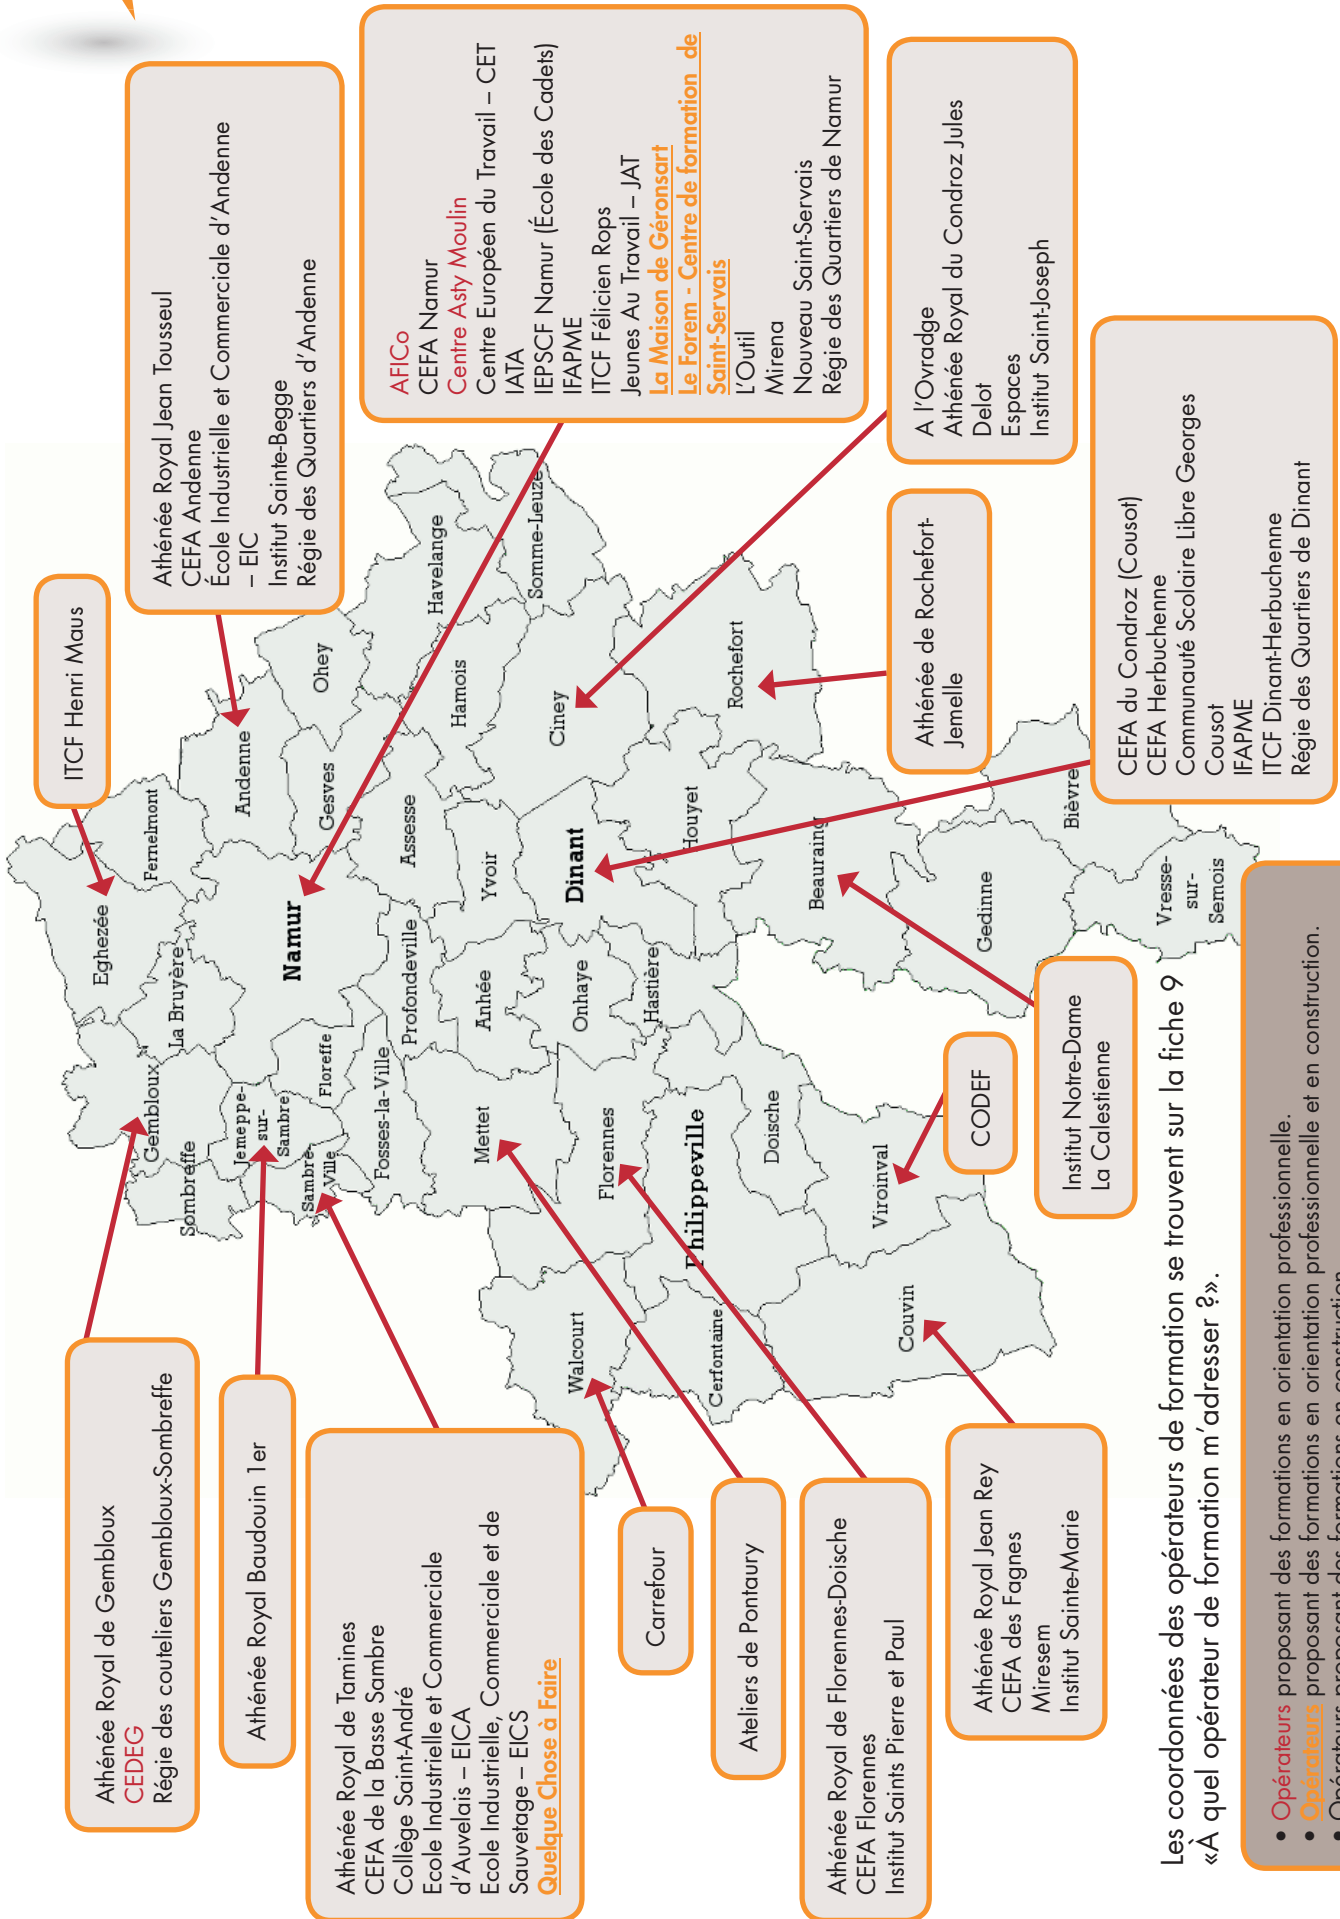 Athénée Royal de Gembloux
CEDEG
Régie des couteliers Gembloux-Sombreffe
Athénée Royal Baudouin 1er
Athénée Royal de Tamines
CEFA de la Basse Sambre
Collège Saint-André
Ecole Industrielle et Commerciale
d'Auvelais – EICA
Ecole Industrielle, Commerciale et de
Sauvetage – EICS
Quelque Chose à Faire
Carrefour
Ateliers de Pontaury
Athénée Royal de Florennes-Doische
CEFA Florennes
Institut Saints Pierre et Paul
Athénée Royal Jean Rey
CEFA des Fagnes
Miresem
Institut Sainte-Marie
ITCF Henri Maus
Athénée Royal Jean Tousseul
CEFA Andenne
École Industrielle et Commerciale d'Andenne
– EIC
Institut Sainte-Begge
Régie des Quartiers d'Andenne
AFICo
CEFA Namur
Centre Asty Moulin
Centre Européen du Travail – CET
IATA
IEPSCF Namur (École des Cadets)
IFAPME
ITCF Félicien Rops
Jeunes Au Travail – JAT
La Maison de Géronsart
Le Forem - Centre de formation de
Saint-Servais
L'Outil
Mirena
Nouveau Saint-Servais
Régie des Quartiers de Namur
A l'Ovradge
Athénée Royal du Condroz Jules
Delot
Espaces
Institut Saint-Joseph
Athénée de Rochefort-
Jemelle
CEFA du Condroz (Cousot)
CEFA Herbuchenne
Communauté Scolaire Libre Georges
Cousot
IFAPME
ITCF Dinant-Herbuchenne
Régie des Quartiers de Dinant
CODEF
Institut Notre-Dame
La Calestienne
Eghezée
Fernelmont
Gembloux
La Bruyère
Sombreffe
Jemeppe-
sur-
Sambre
Namur
Andenne
Ohey
Gesves
Havelange
Floreffe
Sambre-
Ville
Fosses-la-Ville
Profondeville
Assesse
Hamois
Somme-Leuze
Mettet
Anhée
Yvoir
Ciney
Walcourt
Florennes
Onhaye
Dinant
Hastière
Houyet
Rochefort
Philippeville
Cerfontaine
Doische
Beauraing
Couvin
Viroinval
Gedinne
Bièvre
Vresse-
sur-
Semois
Les coordonnées des opérateurs de formation se trouvent sur la fiche 9
«À quel opérateur de formation m'adresser ?».
• Opérateurs proposant des formations en orientation professionnelle.
• Opérateurs proposant des formations en orientation professionnelle et en construction.
• Opérateurs proposant des formations en construction.